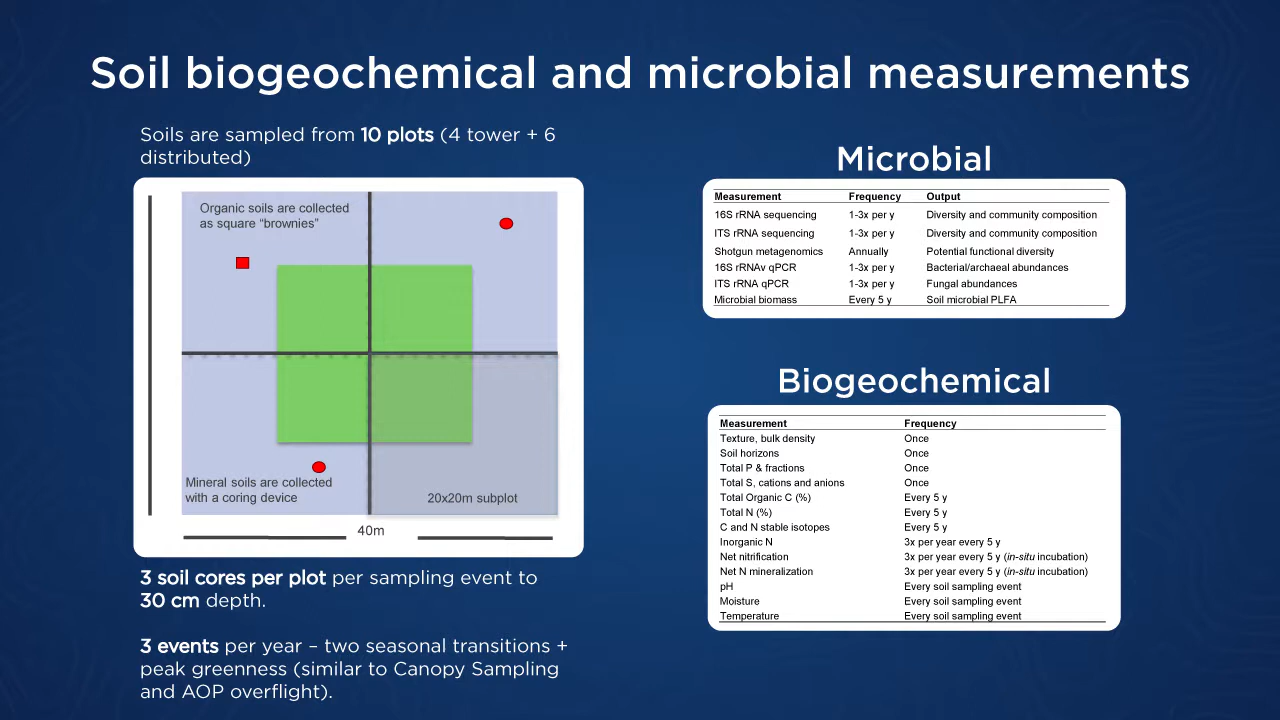 Soil biogeochemical and microbial measurements
Soils are sampled from 10 plots (4 tower + 6
distributed)
Organic soils are collected
as square “brownies”
Mineral soils are collected
with a coring device
20x20m subplot
40m
3 soil cores per plot per sampling event to
30 cm depth.
3 events per year – two seasonal transitions +
peak greenness (similar to Canopy Sampling
and AOP overflight).
Microbial
Measurement Frequency Output
16S rRNA sequencing 1-3x per y Diversity and community composition
ITS rRNA sequencing 1-3x per y Diversity and community composition
Shotgun metagenomics Annually Potential functional diversity
16S rRNAv qPCR 1-3x per y Bacterial/archaeal abundances
ITS rRNA qPCR 1-3x per y Fungal abundances
Microbial biomass Every 5 y Soil microbial PLFA
Biogeochemical
Measurement Frequency
Texture, bulk density Once
Soil horizons Once
Total P & fractions Once
Total S, cations and anions Once
Total Organic C (%) Every 5 y
Total N (%) Every 5 y
C and N stable isotopes Every 5 y
Inorganic N 3x per year every 5 y
Net nitrification 3x per year every 5 y (in-situ incubation)
Net N mineralization 3x per year every 5 y (in-situ incubation)
pH Every soil sampling event
Moisture Every soil sampling event
Temperature Every soil sampling event